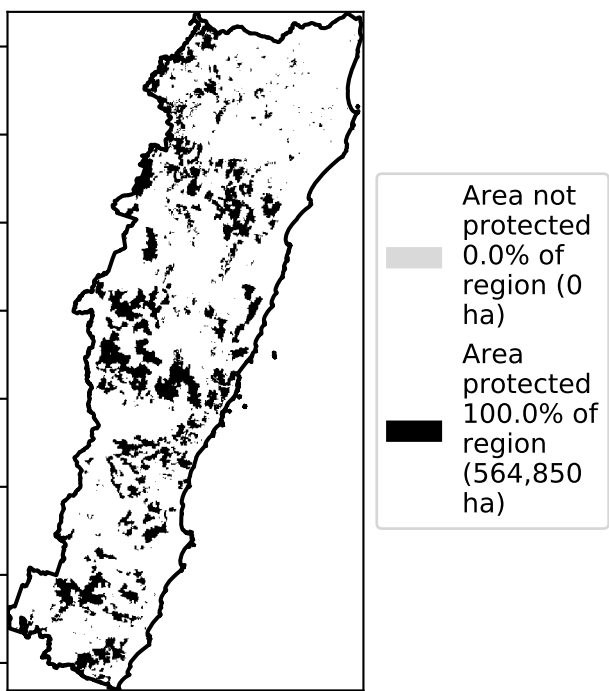 Area not
protected
0.0% of
region (0
ha)
Area
protected
100.0% of
region
(564,850
ha)